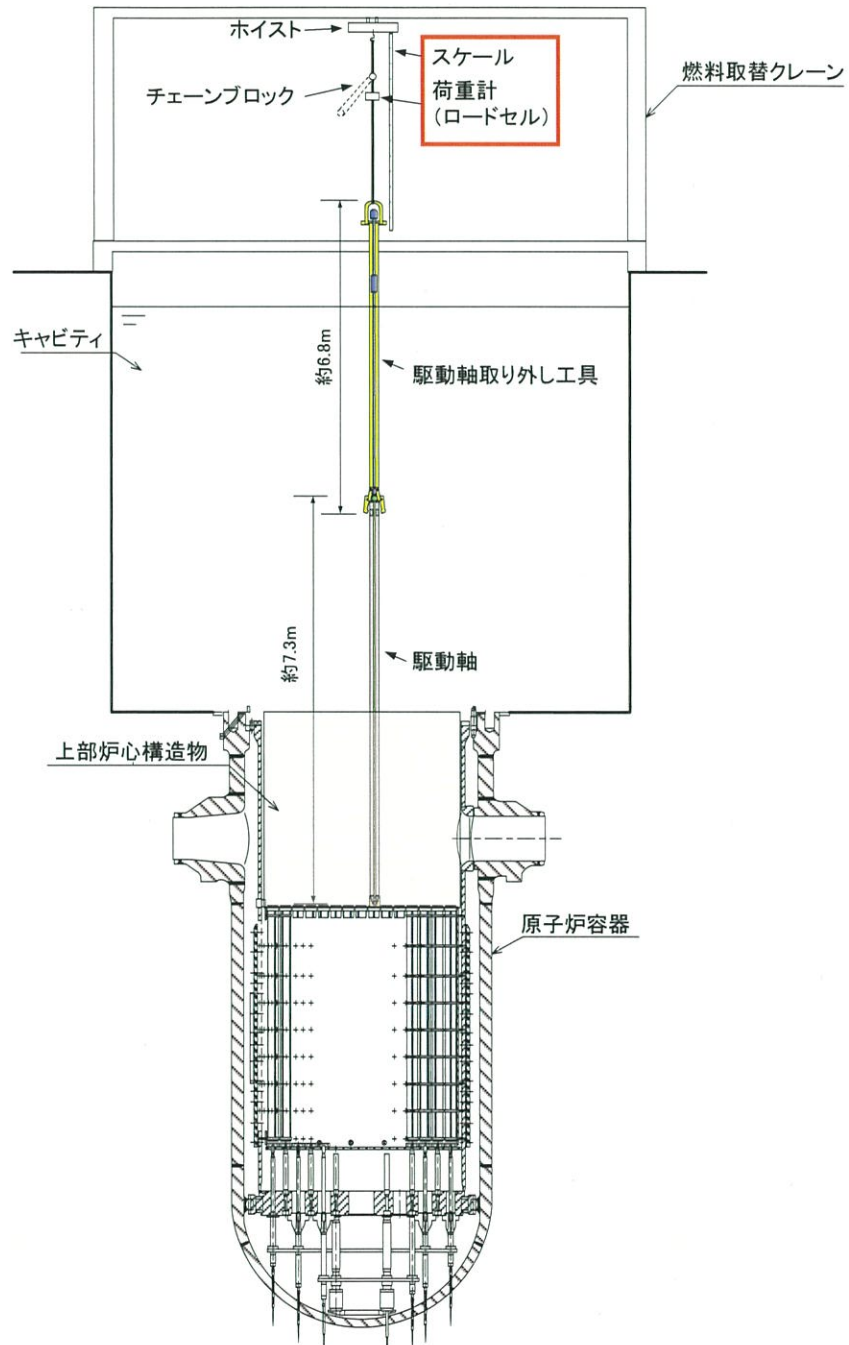 ホイスト
スケール
荷重計
(ロードセル)
チェーンブロック
燃料取替クレーン
キャビティ
約6.8m
駆動軸取り外し工具
約7.3m
駆動軸
上部炉心構造物
原子炉容器